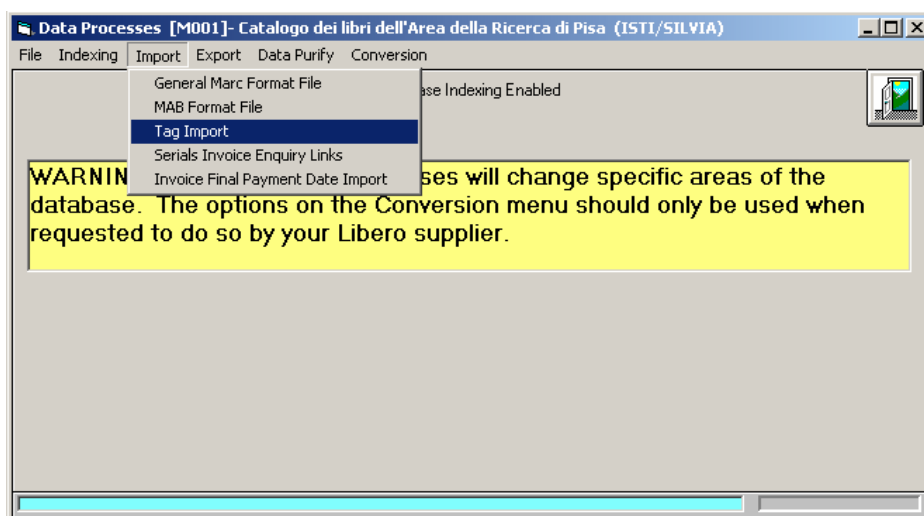 Data Processes [M001]- Catalogo dei libri dell'Area della Ricerca di Pisa (ISTI/SILVIA)
File Indexing Import Export Data Purify Conversion
General Marc Format File
ase Indexing Enabled
MAB Format File
Tag Import
Serials Invoice Enquiry Links
Invoice Final Payment Date Import
WARNIN ses will change specific areas of the
database. The options on the Conversion menu should only be used when
requested to do so by your Libero supplier.